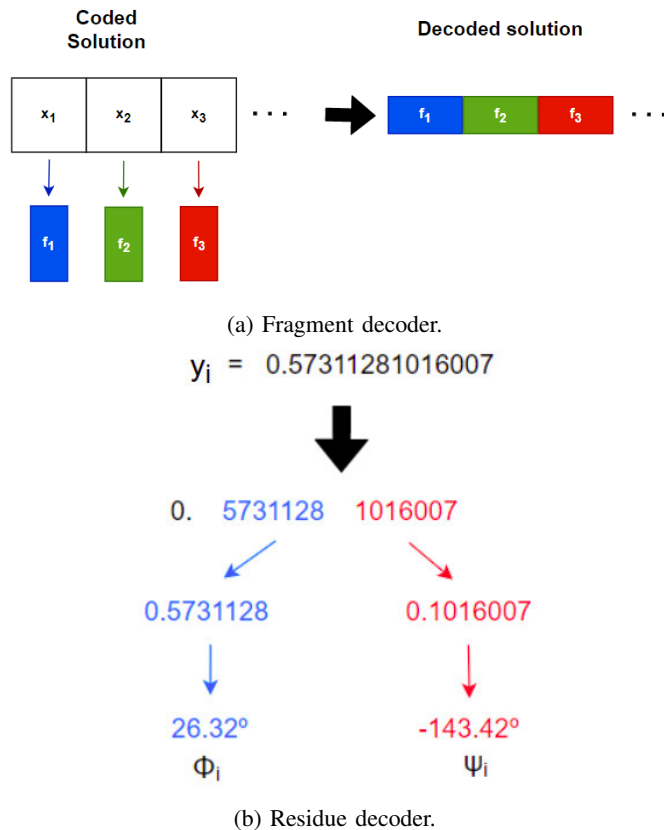 Coded
Solution
Decoded solution
x₁ x₂ x₃ . . .
f₁ f₂ f₃ . . .
f₁ f₂ f₃
(a) Fragment decoder.
yᵢ = 0.57311281016007
0. 5731128 1016007
0.5731128 0.1016007
26.32º -143.42º
Φᵢ Ψᵢ
(b) Residue decoder.